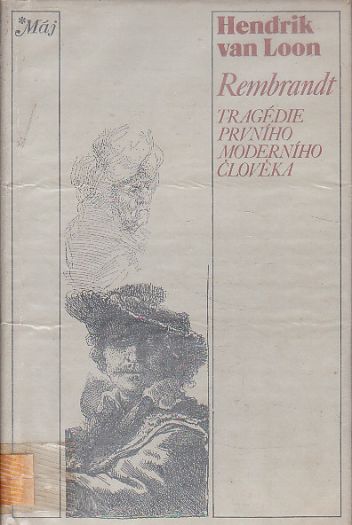 *Máj
Hendrik
van Loon
Rembrandt
TRAGÉDIE
PRVNÍHO
MODERNÍHO
ČLOVĚKA